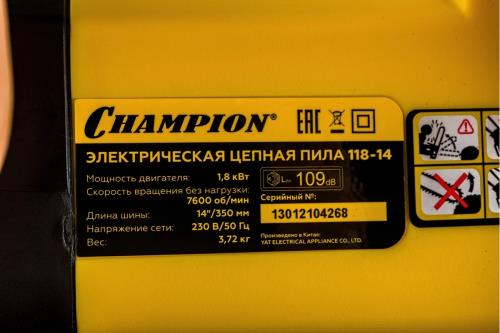 CHAMPION®
EAC
ЭЛЕКТРИЧЕСКАЯ ЦЕПНАЯ ПИЛА 118-14
Мощность двигателя: 1,8 кВт
Скорость вращения без нагрузки:
7600 об/мин
Длина шины: 14"/350 мм
Напряжение сети: 230 В/50 Гц
Вес: 3,72 кг
LWA 109dB
Серийный №:
13012104268
Произведено в Китае:
YAT ELECTRICAL APPLIANCE CO., LTD.